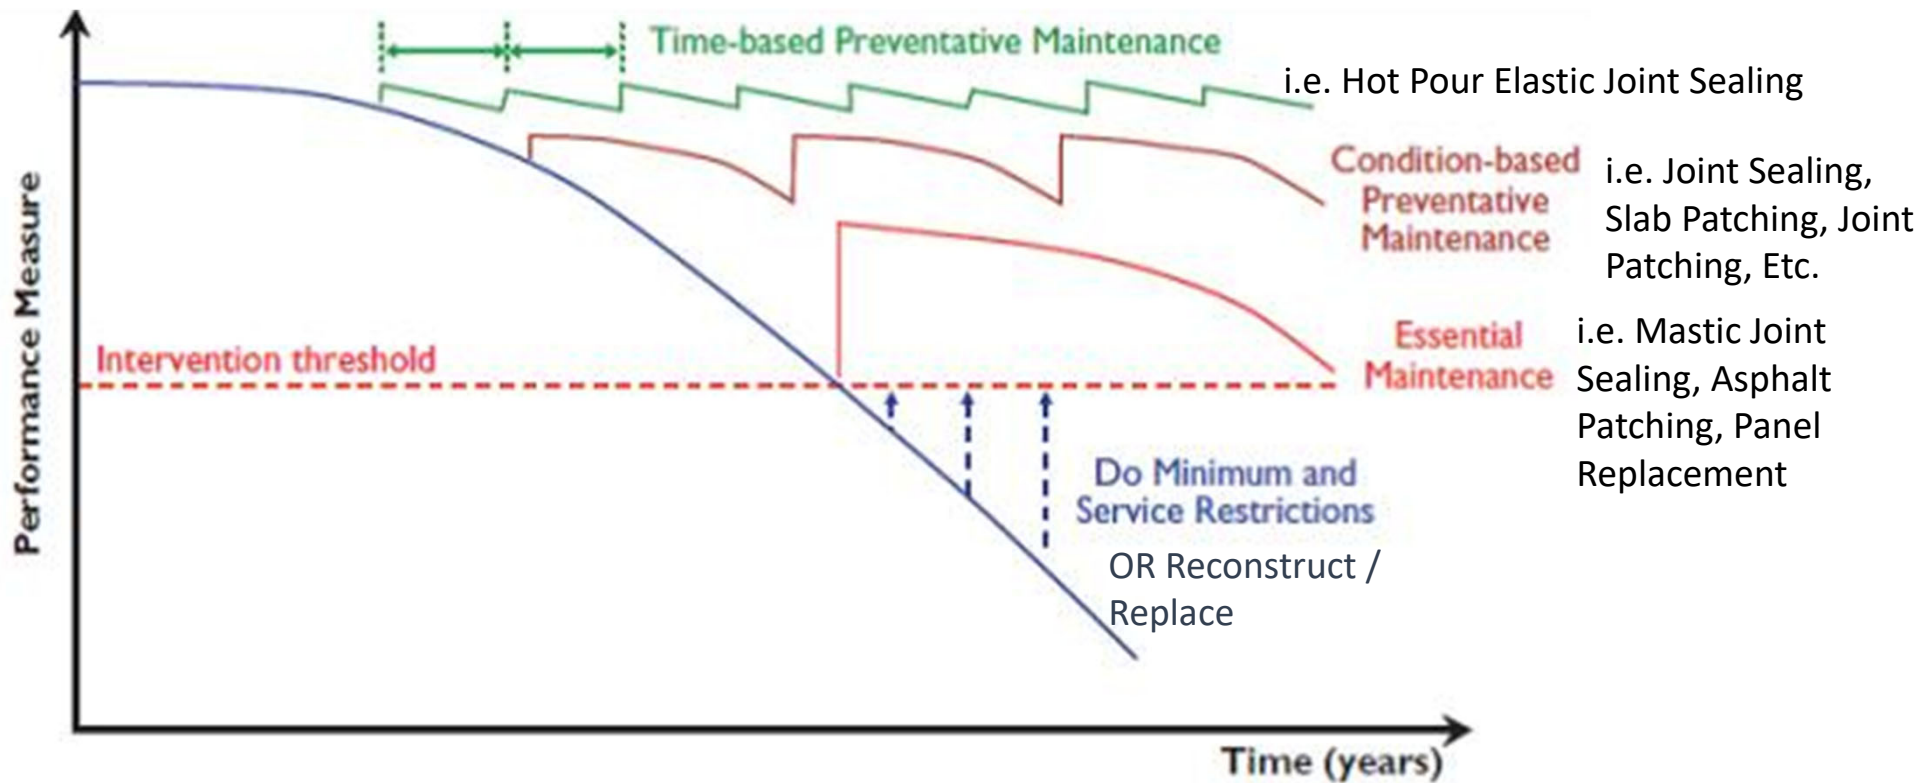 Time-based Preventative Maintenance
i.e. Hot Pour Elastic Joint Sealing
Condition-based
Preventative
Maintenance
i.e. Joint Sealing,
Slab Patching, Joint
Patching, Etc.
Performance Measure
Intervention threshold
Essential
Maintenance
i.e. Mastic Joint
Sealing, Asphalt
Patching, Panel
Replacement
Do Minimum and
Service Restrictions
OR Reconstruct /
Replace
Time (years)